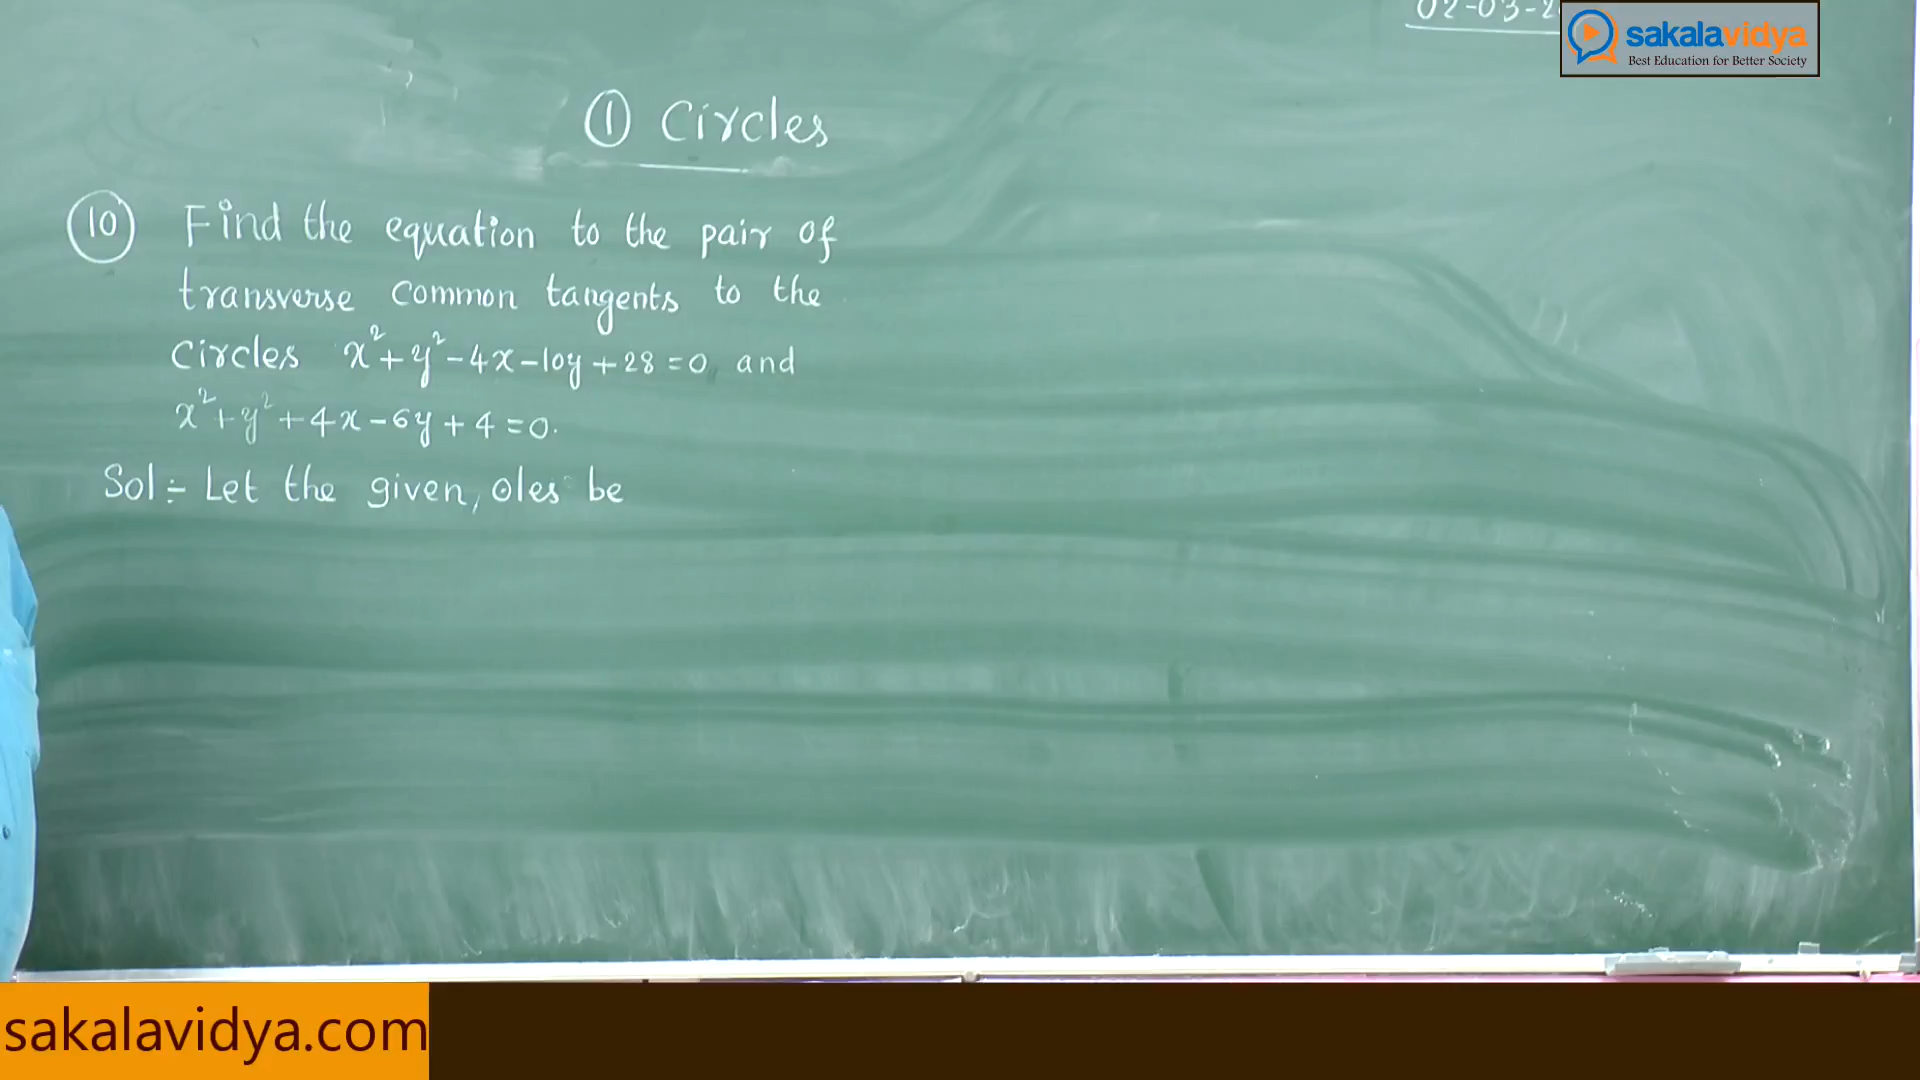 02-03-2
sakalavidya
Best Education for Better Society
① Circles
⑩ Find the equation to the pair of
transverse common tangents to the
circles x²+y²-4x-10y+28=0 and
x²+y²+4x-6y+4=0.
Sol:- Let the given, ⊙les be
sakalavidya.com